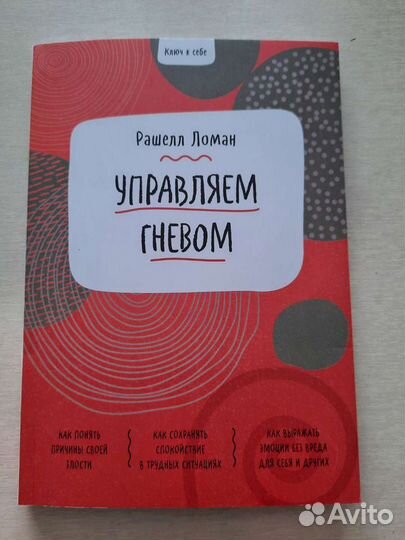 Ключ к себе
Рашелл Ломан
УПРАВЛЯЕМ
ГНЕВОМ
КАК ПОНЯТЬ
ПРИЧИНЫ СВОЕЙ
ЗЛОСТИ
КАК СОХРАНЯТЬ
СПОКОЙСТВИЕ
В ТРУДНЫХ СИТУАЦИЯХ
КАК ВЫРАЖАТЬ
ЭМОЦИИ БЕЗ ВРЕДА
ДЛЯ СЕБЯ И ДРУГИХ
Avito